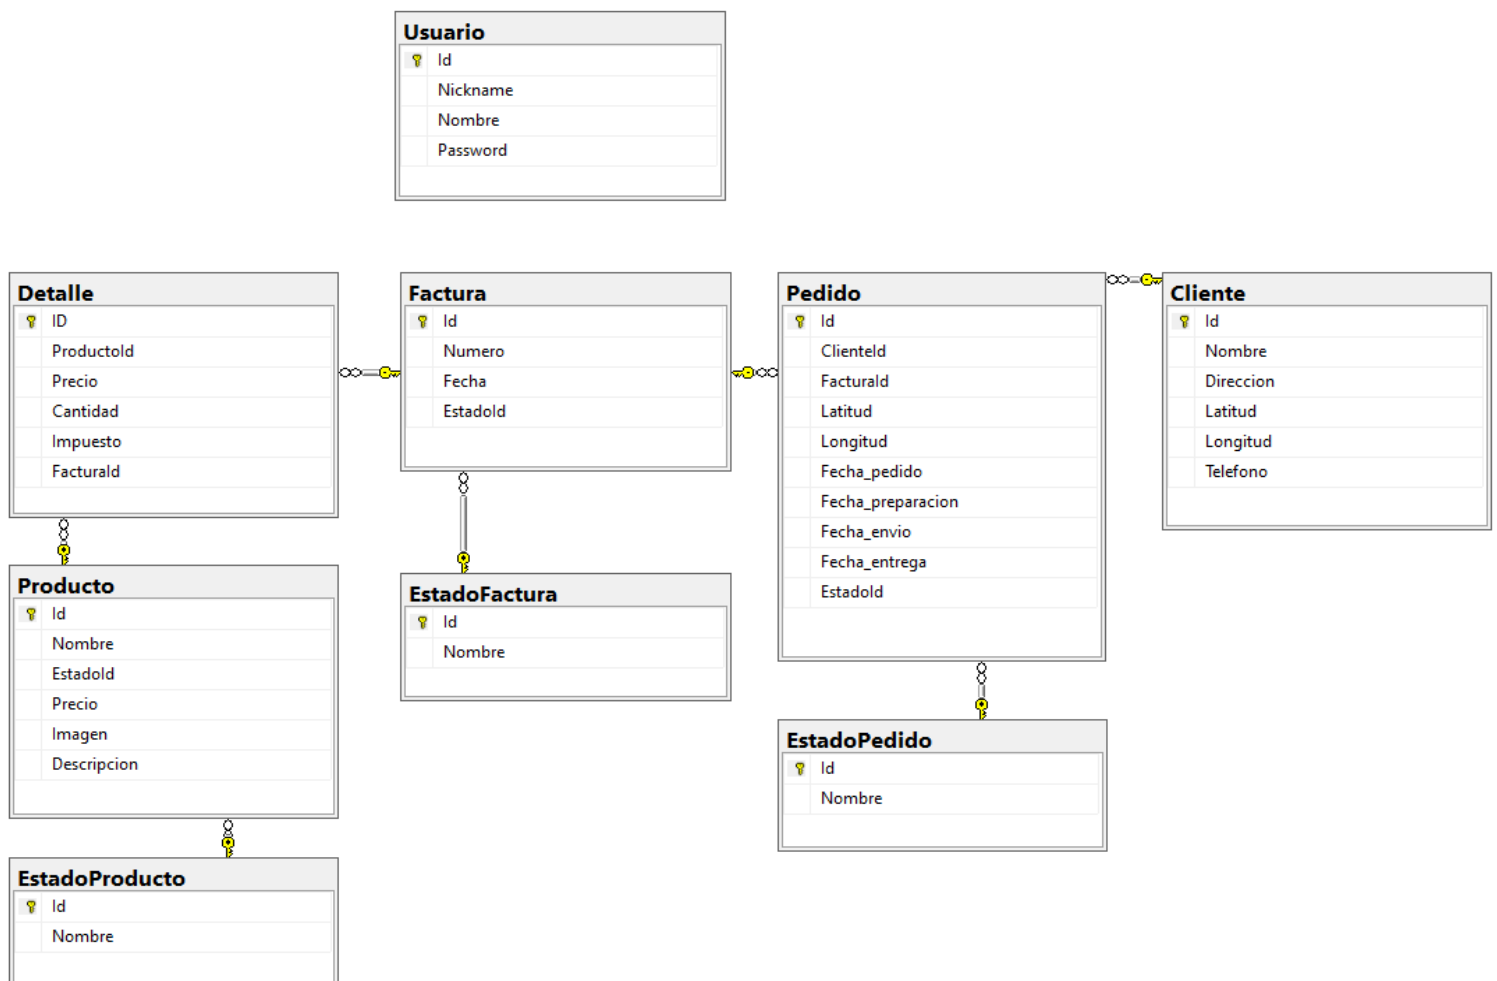 Usuario
Id
Nickname
Nombre
Password
Detalle
ID
ProductoId
Precio
Cantidad
Impuesto
FacturaId
Factura
Id
Numero
Fecha
EstadoId
Pedido
Id
ClienteId
FacturaId
Latitud
Longitud
Fecha_pedido
Fecha_preparacion
Fecha_envio
Fecha_entrega
EstadoId
Cliente
Id
Nombre
Direccion
Latitud
Longitud
Telefono
Producto
Id
Nombre
EstadoId
Precio
Imagen
Descripcion
EstadoFactura
Id
Nombre
EstadoPedido
Id
Nombre
EstadoProducto
Id
Nombre